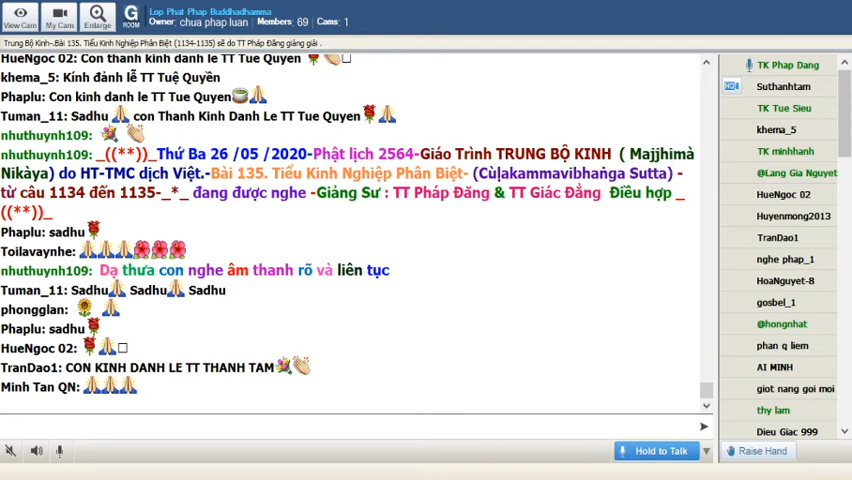 View Cam
My Cams
Enlarge
G
ROOM
Lop Phat Phap Buddhadhamma
Owner: chua phap luan   Members: 69   Cams: 1
Trung Bộ Kinh-.Bài 135. Tiểu Kinh Nghiệp Phân Biệt (1134-1135) sẽ do TT Pháp Đăng giảng giải .
HueNgoc 02: Con thanh kinh danh le TT Tue Quyen
khema_5: Kính đảnh lễ TT Tuệ Quyền
Phaplu: Con kinh danh le TT Tue Quyen
Tuman_11: Sadhu con Thanh Kinh Danh Le TT Tue Quyen
nhuthuynh109:
nhuthuynh109: _((**))_Thứ Ba 26 /05 /2020-Phật lịch 2564-Giáo Trình TRUNG BỘ KINH ( Majjhimà
Nikàya) do HT-TMC dịch Việt.-Bài 135. Tiểu Kinh Nghiệp Phân Biệt- (Cùḷakammavibhaṅga Sutta) -
từ câu 1134 đến 1135-_*_ đang được nghe -Giảng Sư : TT Pháp Đăng & TT Giác Đẳng Điều hợp _
((**))_
Phaplu: sadhu
Toilavaynhe:
nhuthuynh109: Dạ thưa con nghe âm thanh rõ và liên tục
Tuman_11: Sadhu Sadhu Sadhu
phongglan:
Phaplu: sadhu
HueNgoc 02:
TranDao1: CON KINH DANH LE TT THANH TAM
Minh Tan QN:
Hold to Talk
TK Phap Dang
Suthanhtam
TK Tue Sieu
khema_5
TK minhhanh
@Lang Gia Nguyet
HueNgoc 02
Huyenmong2013
TranDao1
nghe phap_1
HoaNguyet-8
gosbel_1
@hongnhat
phan q liem
AI MINH
giot nang goi moi
thy lam
Dieu Giac 999
Raise Hand